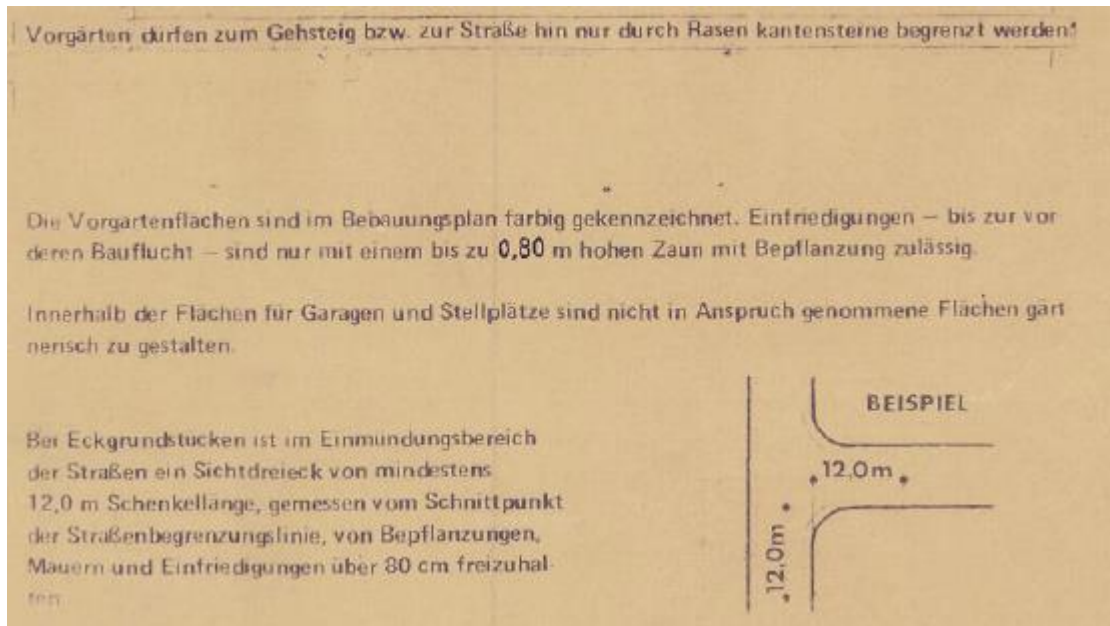 Vorgärten dürfen zum Gehsteig bzw. zur Straße hin nur durch Rasen kantensteine begrenzt werden!
Die Vorgartenflächen sind im Bebauungsplan farbig gekennzeichnet. Einfriedigungen – bis zur vor
deren Bauflucht – sind nur mit einem bis zu 0,80 m hohen Zaun mit Bepflanzung zulässig.
Innerhalb der Flächen für Garagen und Stellplätze sind nicht in Anspruch genommene Flächen gärt
nerisch zu gestalten.
Bei Eckgrundstücken ist im Einmündungsbereich
der Straßen ein Sichtdreieck von mindestens
12,0 m Schenkellänge, gemessen vom Schnittpunkt
der Straßenbegrenzungslinie, von Bepflanzungen,
Mauern und Einfriedigungen über 80 cm freizuhal-
ten.
BEISPIEL
12,0m
12,0m